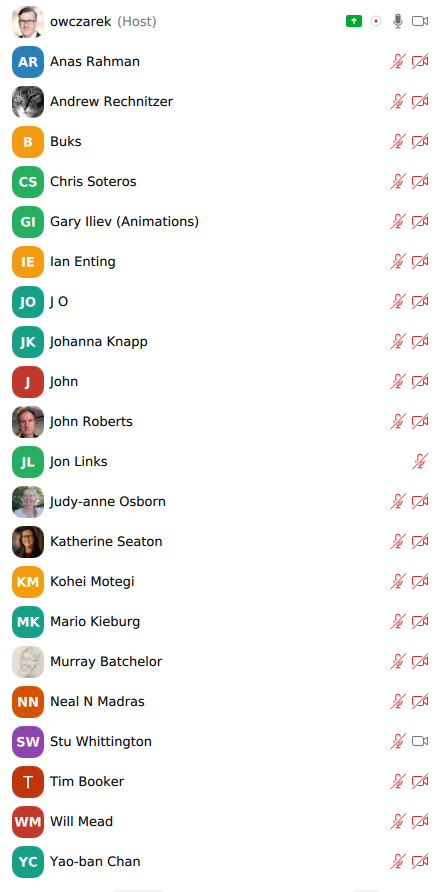 owczarek (Host)
AR Anas Rahman
Andrew Rechnitzer
B Buks
CS Chris Soteros
GI Gary Iliev (Animations)
IE Ian Enting
JO J O
JK Johanna Knapp
J John
John Roberts
JL Jon Links
Judy-anne Osborn
Katherine Seaton
KM Kohei Motegi
MK Mario Kieburg
Murray Batchelor
NN Neal N Madras
SW Stu Whittington
T Tim Booker
WM Will Mead
YC Yao-ban Chan